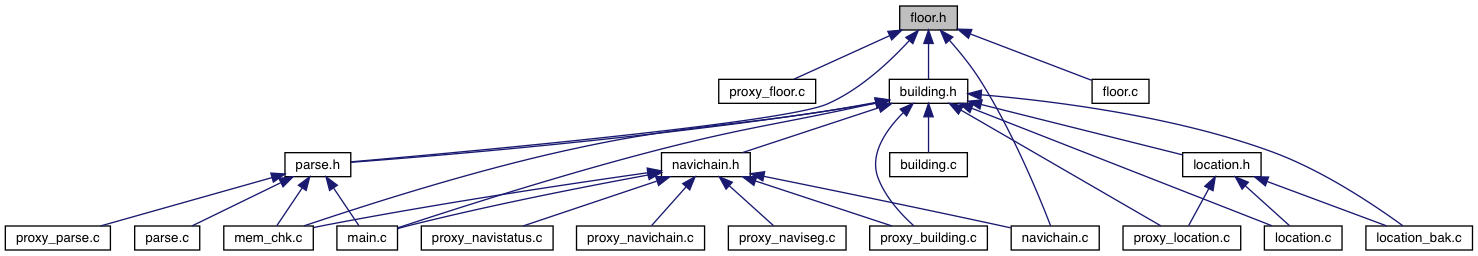 floor.h
proxy_floor.c
building.h
floor.c
parse.h
navichain.h
building.c
location.h
proxy_parse.c
parse.c
mem_chk.c
main.c
proxy_navistatus.c
proxy_navichain.c
proxy_naviseg.c
proxy_building.c
navichain.c
proxy_location.c
location.c
location_bak.c